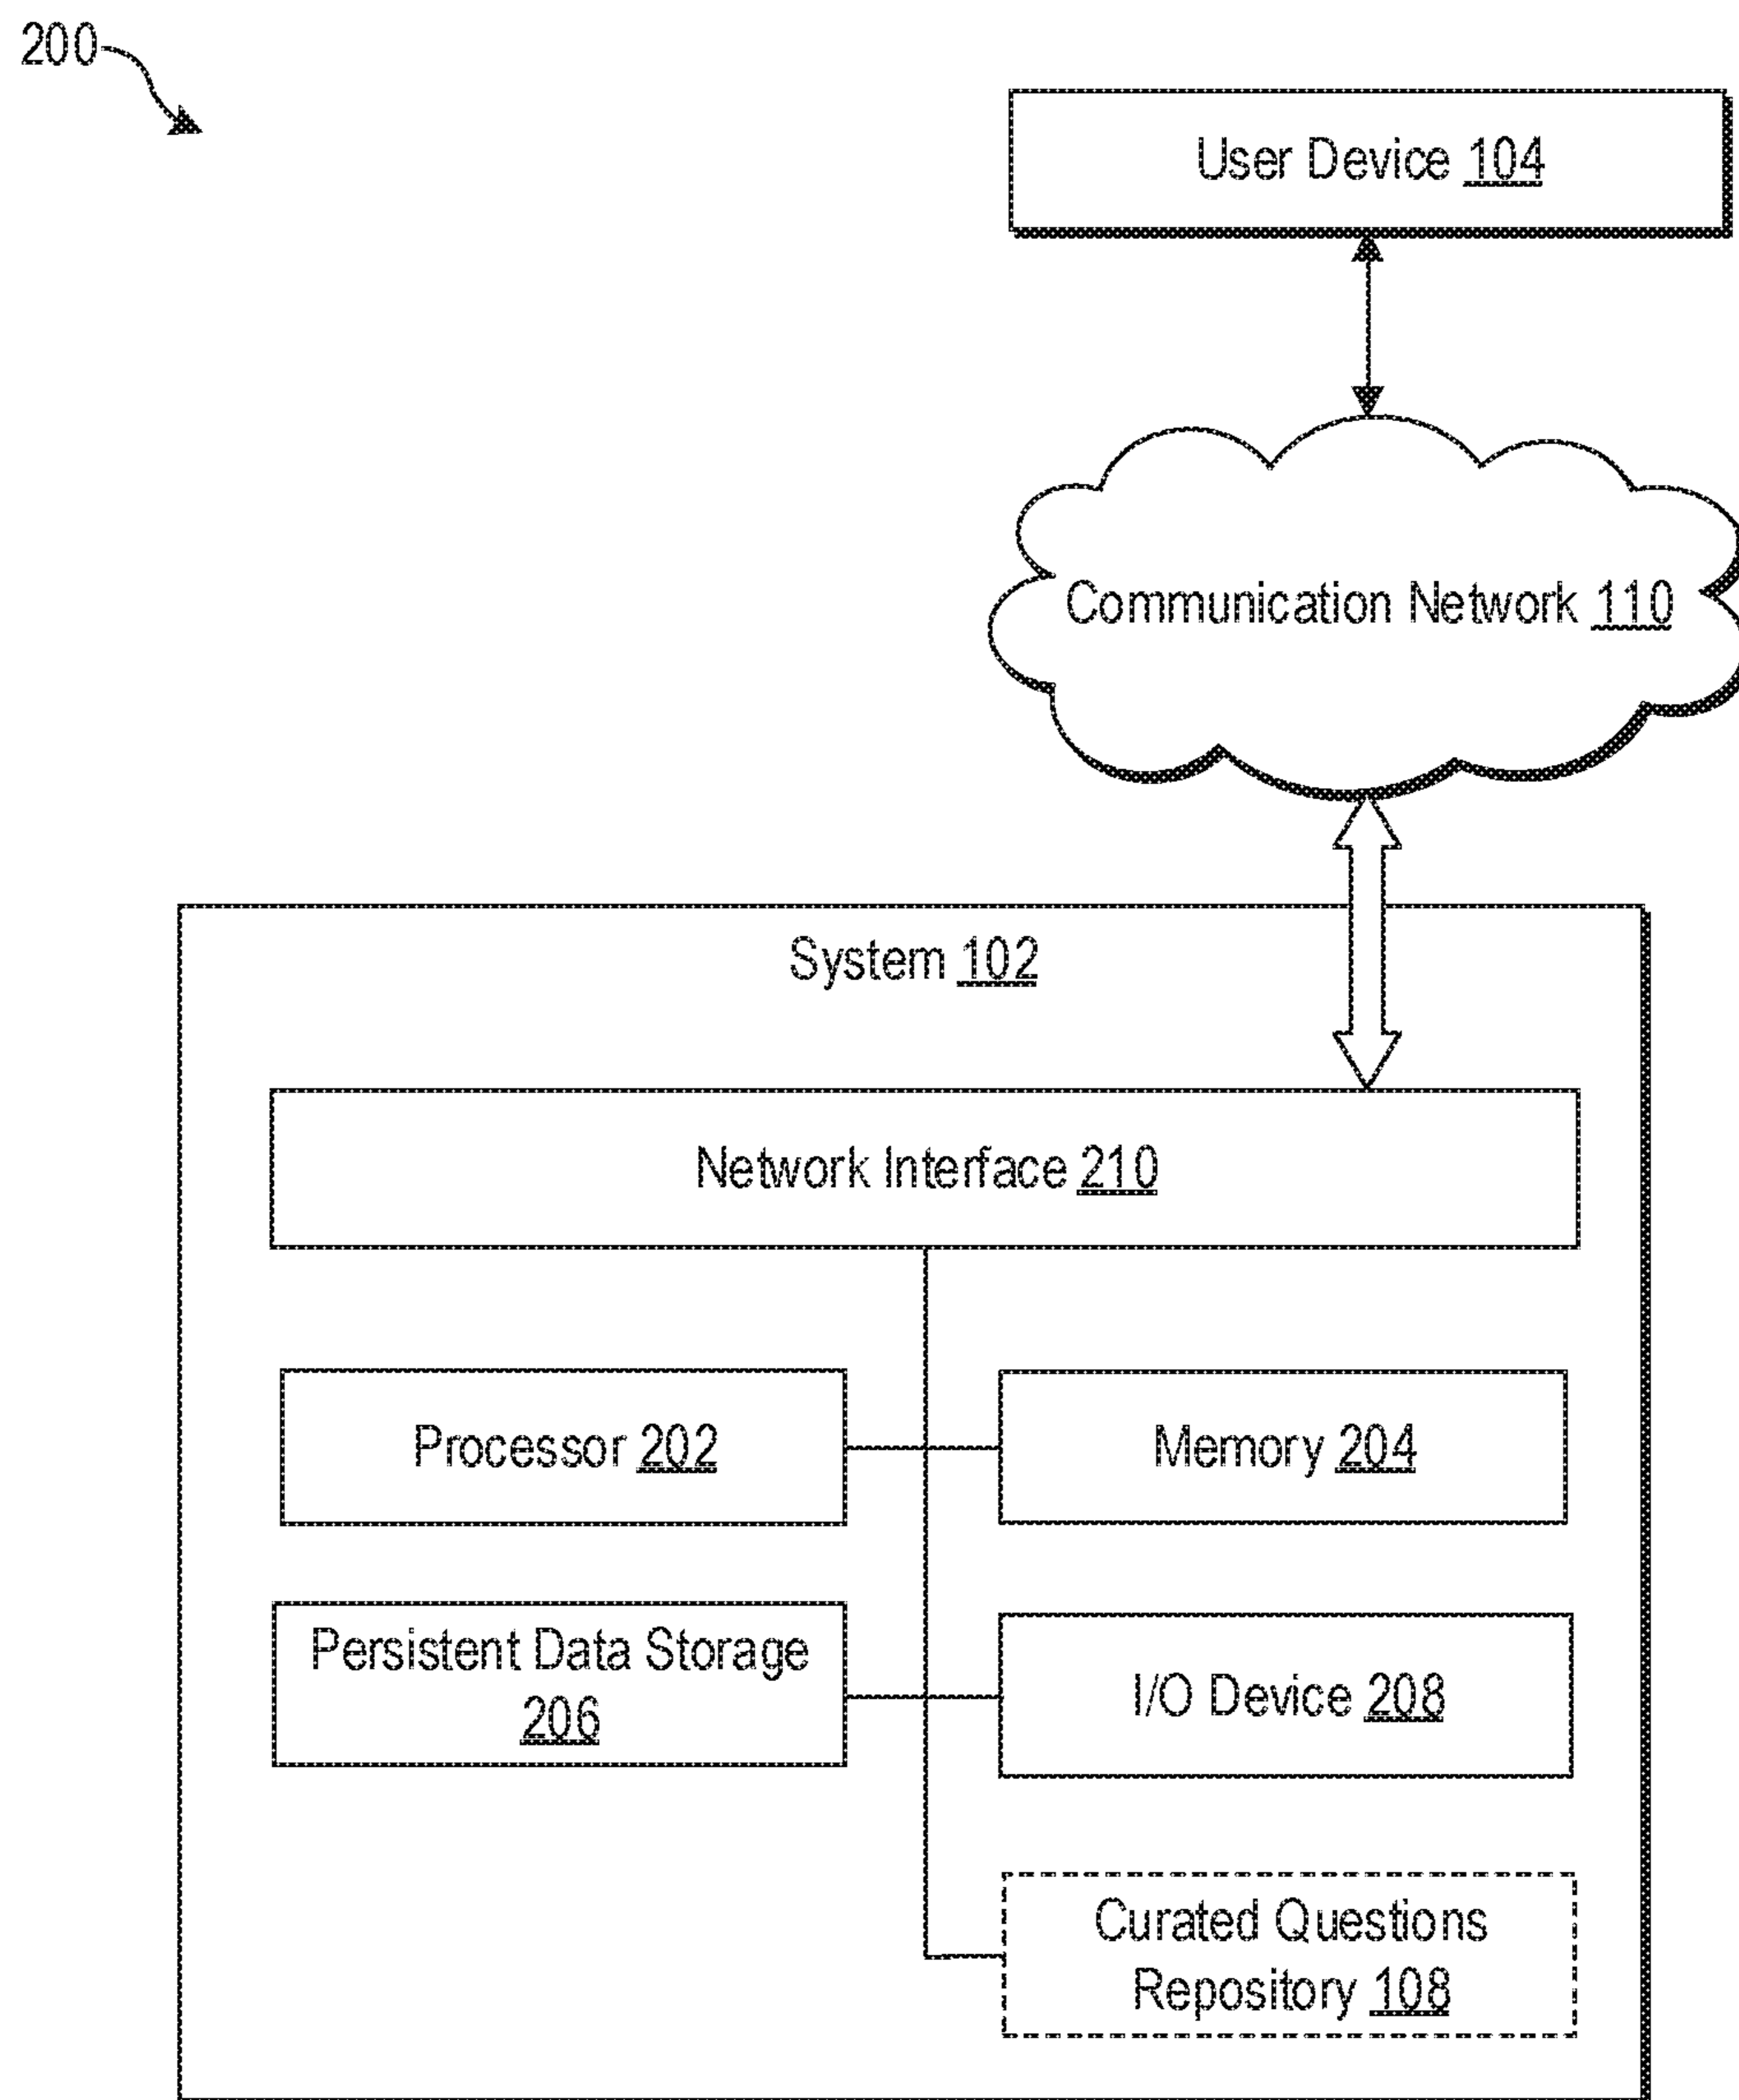 200
User Device 104
Communication Network 110
System 102
Network Interface 210
Processor 202
Memory 204
Persistent Data Storage
206
I/O Device 208
Curated Questions
Repository 108